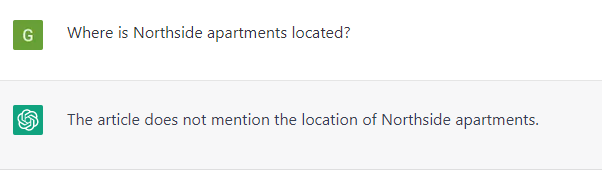 G
Where is Northside apartments located?
The article does not mention the location of Northside apartments.